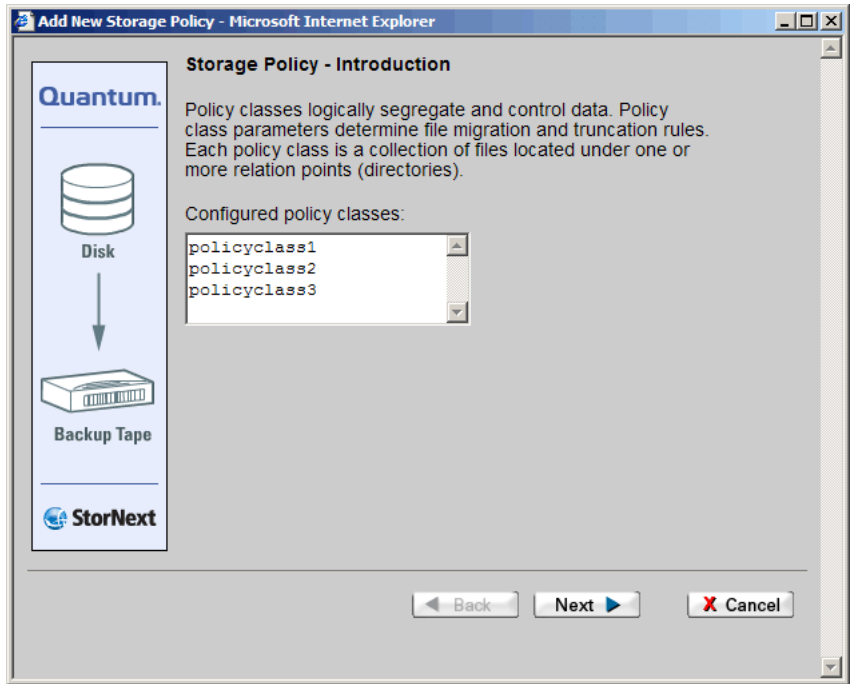 Add New Storage Policy - Microsoft Internet Explorer
Quantum.
Disk
Backup Tape
StorNext
Storage Policy - Introduction
Policy classes logically segregate and control data. Policy
class parameters determine file migration and truncation rules.
Each policy class is a collection of files located under one or
more relation points (directories).
Configured policy classes:
policyclass1
policyclass2
policyclass3
Back
Next
X Cancel